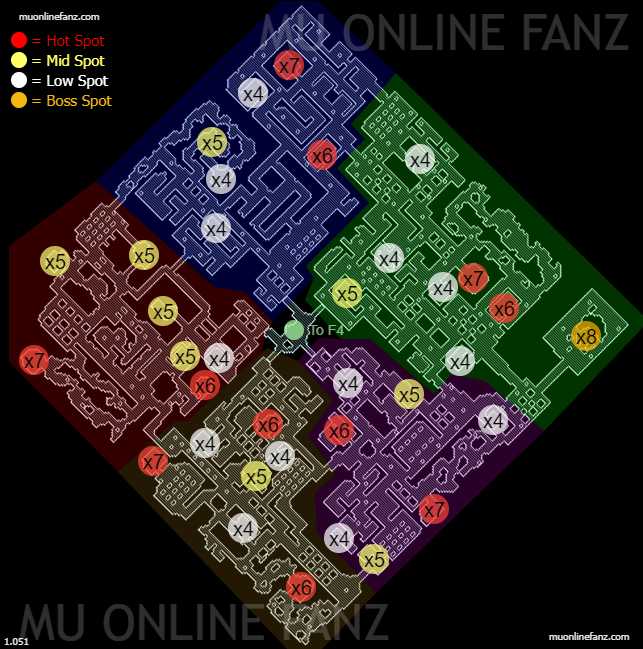 muonlinefanz.com
MU ONLINE FANZ
= Hot Spot
= Mid Spot
= Low Spot
= Boss Spot
x7
x4
x5
x6
x4
x4
x4
x5
x5
x4
x7
x4
x5
x6
x5
To F4
x8
x5
x4
x7
x4
x6
x4
x5
x4
x6
x6
x4
x4
x7
x5
x7
x4
x4
x5
x6
MU ONLINE FANZ
muonlinefanz.com
1.051